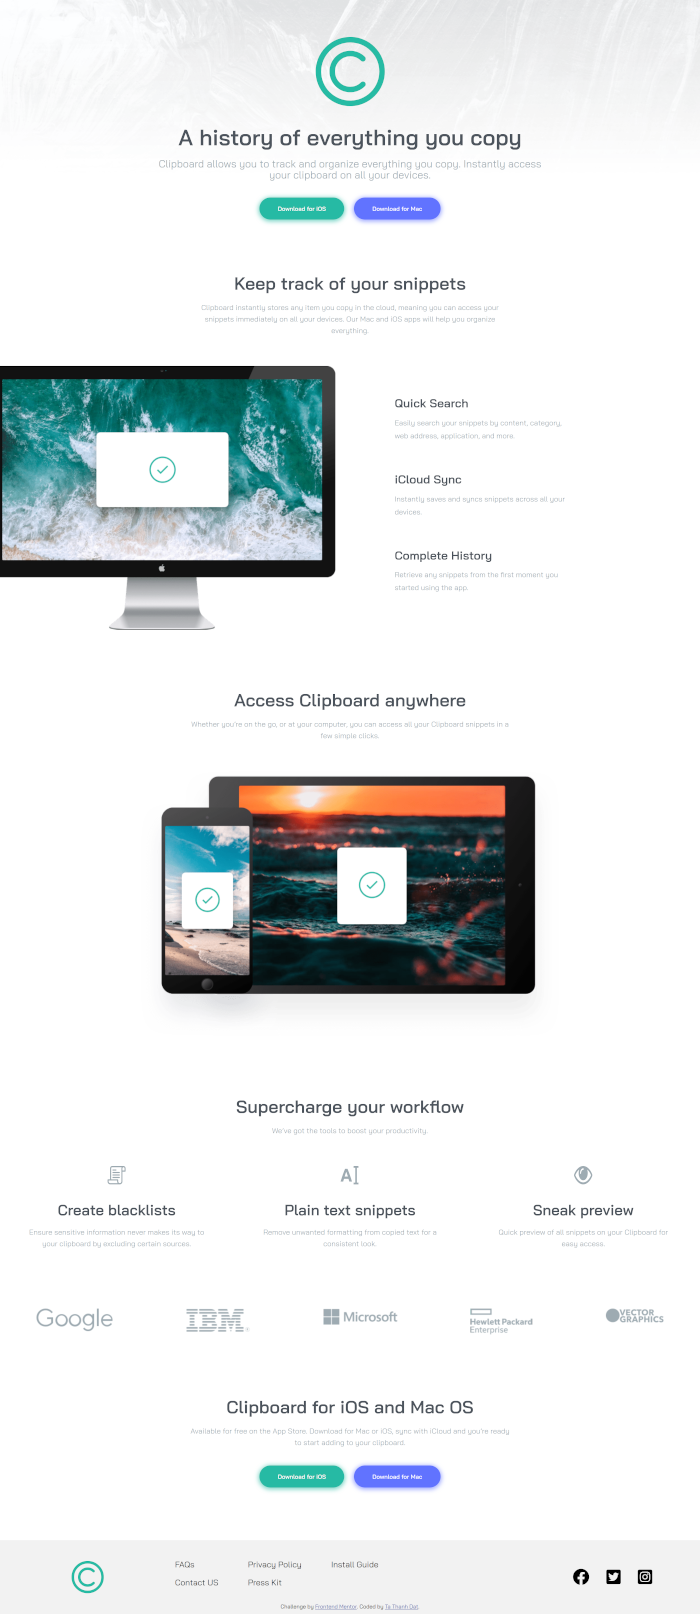 A history of everything you copy
Clipboard allows you to track and organize everything you copy. Instantly access
your clipboard on all your devices.
Download for iOS
Download for Mac
Keep track of your snippets
Clipboard instantly stores any item you copy in the cloud, meaning you can access your
snippets immediately on all your devices. Our Mac and iOS apps will help you organize
everything.
Quick Search
Easily search your snippets by content, category,
web address, application, and more.
iCloud Sync
Instantly saves and syncs snippets across all your
devices.
Complete History
Retrieve any snippets from the first moment you
started using the app.
Access Clipboard anywhere
Whether you're on the go, or at your computer, you can access all your Clipboard snippets in a
few simple clicks.
Supercharge your workflow
We've got the tools to boost your productivity.
Create blacklists
Ensure sensitive information never makes its way to
your clipboard by excluding certain sources.
Plain text snippets
Remove unwanted formatting from copied text for a
consistent look.
Sneak preview
Quick preview of all snippets on your Clipboard for
easy access.
Google
IBM
Microsoft
Hewlett Packard
Enterprise
VECTOR
GRAPHICS
Clipboard for iOS and Mac OS
Available for free on the App Store. Download for Mac or iOS, sync with iCloud and you're ready
to start adding to your clipboard.
Download for iOS
Download for Mac
FAQs
Contact US
Privacy Policy
Press Kit
Install Guide
Challenge by Frontend Mentor. Coded by Ta Thanh Dat.